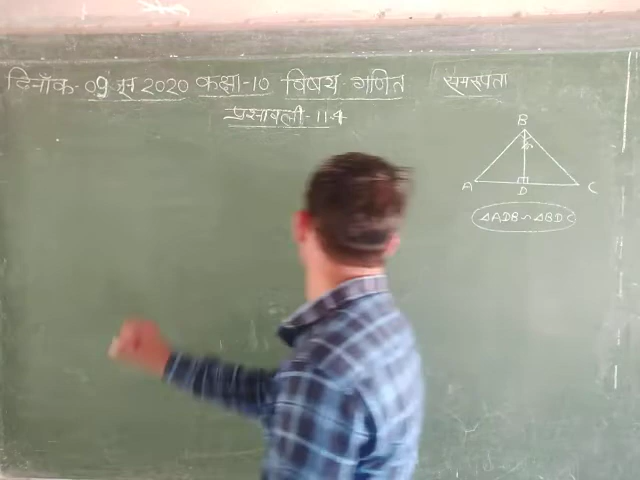 दिनाँक- 09 जून 2020 कक्षा-10 विषय गणित समरूपता
प्रश्नावली-11.4
B
A D C
△ADB ∽ △BDC